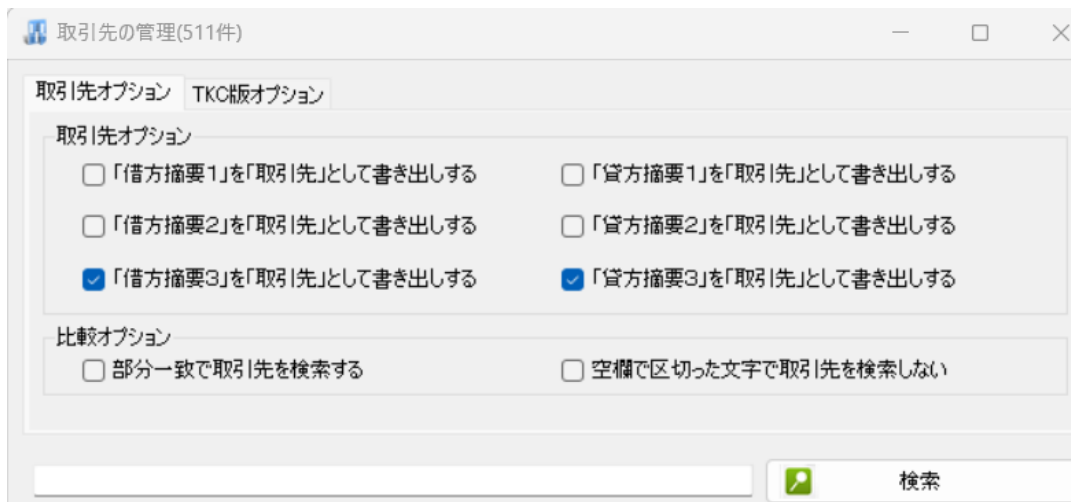 取引先の管理(511件)
取引先オプション TKC版オプション
取引先オプション
「借方摘要1」を「取引先」として書き出しする 「貸方摘要1」を「取引先」として書き出しする
「借方摘要2」を「取引先」として書き出しする 「貸方摘要2」を「取引先」として書き出しする
「借方摘要3」を「取引先」として書き出しする 「貸方摘要3」を「取引先」として書き出しする
比較オプション
部分一致で取引先を検索する 空欄で区切った文字で取引先を検索しない
検索